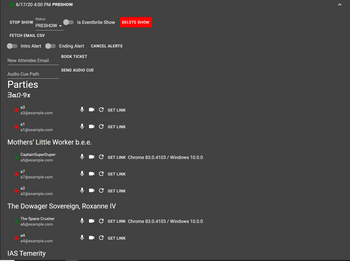 6/17/20 4:00 PM PRESHOW
Status
STOP SHOW PRESHOW Is Eventbrite Show DELETE SHOW
FETCH EMAIL CSV
Intro Alert Ending Alert CANCEL ALERTS
New Attendee Email BOOK TICKET
Audio Cue Path SEND AUDIO CUE
Parties
a3
a3@example.com GET LINK
a1
a1@example.com GET LINK
Mothers' Little Worker b.e.e.
CaptainSuperDuper
a5@example.com GET LINK Chrome 83.0.4103 / Windows 10.0.0
a7
a7@example.com GET LINK
a2
a2@example.com GET LINK
The Dowager Sovereign, Roxanne IV
The Space Crusher
a6@example.com GET LINK Chrome 83.0.4103 / Windows 10.0.0
a4
a4@example.com GET LINK
IAS Temerity